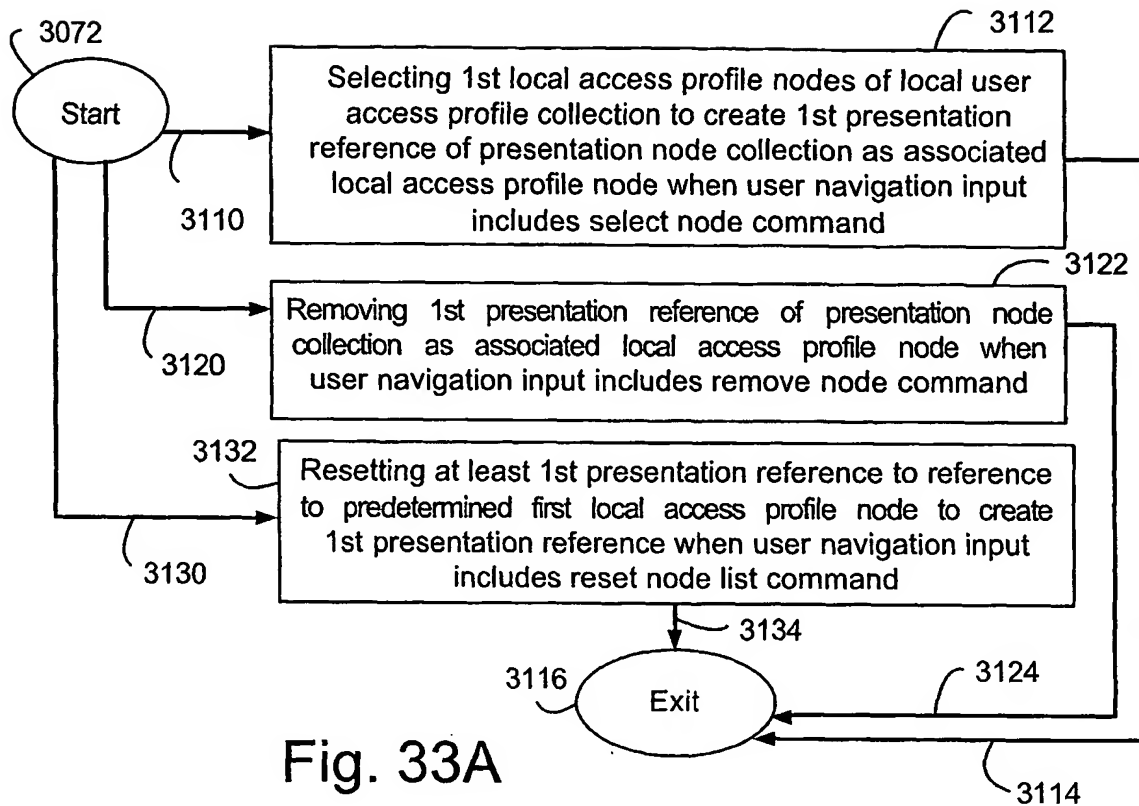 3072
Start
3112
Selecting 1st local access profile nodes of local user
access profile collection to create 1st presentation
reference of presentation node collection as associated
local access profile node when user navigation input
includes select node command
3110
3122
Removing 1st presentation reference of presentation node
collection as associated local access profile node when
user navigation input includes remove node command
3120
3132
Resetting at least 1st presentation reference to reference
to predetermined first local access profile node to create
1st presentation reference when user navigation input
includes reset node list command
3130
3134
3116
Exit
3124
3114
Fig. 33A